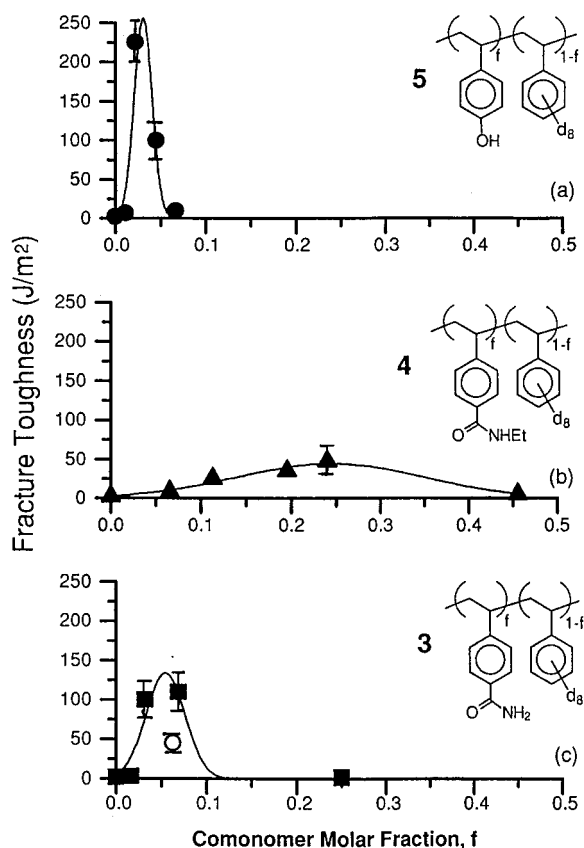 Fracture Toughness (J/m²)
250
200
150
100
50
0
0.0 0.1 0.2 0.3 0.4 0.5
5
f
1-f
OH
d8
(a)
250
200
150
100
50
0
0.0 0.1 0.2 0.3 0.4 0.5
4
f
1-f
O NHEt
d8
(b)
250
200
150
100
50
0
0.0 0.1 0.2 0.3 0.4 0.5
3
f
1-f
O NH2
d8
(c)
Comonomer Molar Fraction, f